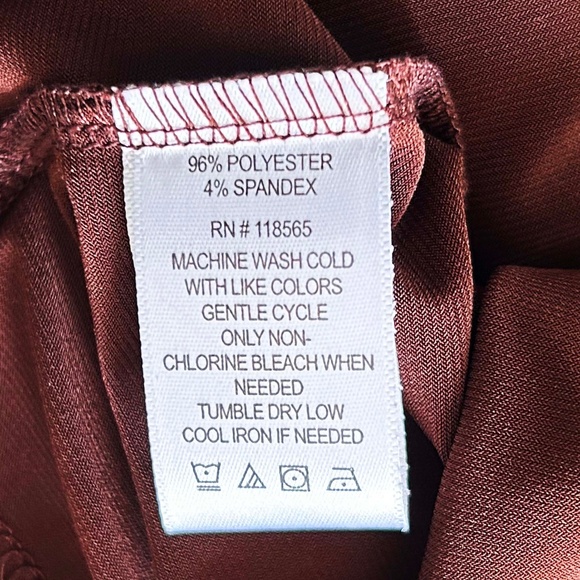 96% POLYESTER
4% SPANDEX
RN # 118565
MACHINE WASH COLD
WITH LIKE COLORS
GENTLE CYCLE
ONLY NON-
CHLORINE BLEACH WHEN
NEEDED
TUMBLE DRY LOW
COOL IRON IF NEEDED